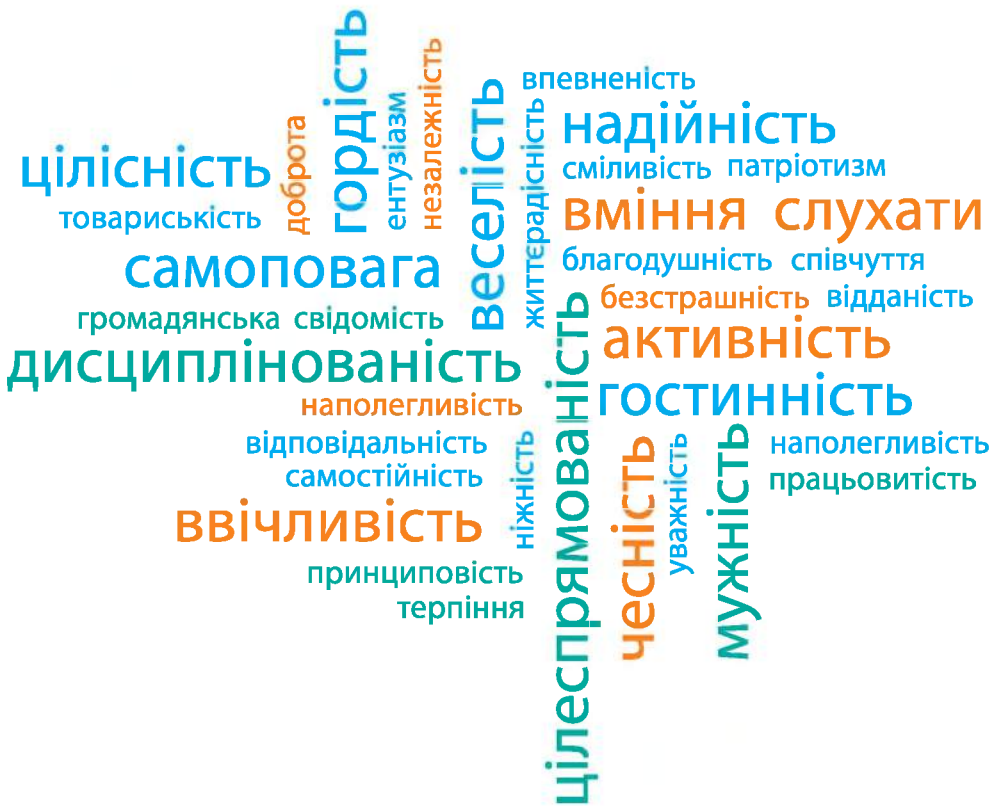 впевненість
гордість
незалежність
ентузіазм
доброта
веселість
життєрадісність
надійність
цілісність
сміливість
патріотизм
товариськість
вміння слухати
самоповага
благодушність
співчуття
безстрашність
відданість
громадянська свідомість
активність
дисциплінованість
цілеспрямованість
гостинність
наполегливість
відповідальність
самостійність
ніжність
чесність
уважність
мужність
наполегливість
працьовитість
ввічливість
принциповість
терпіння